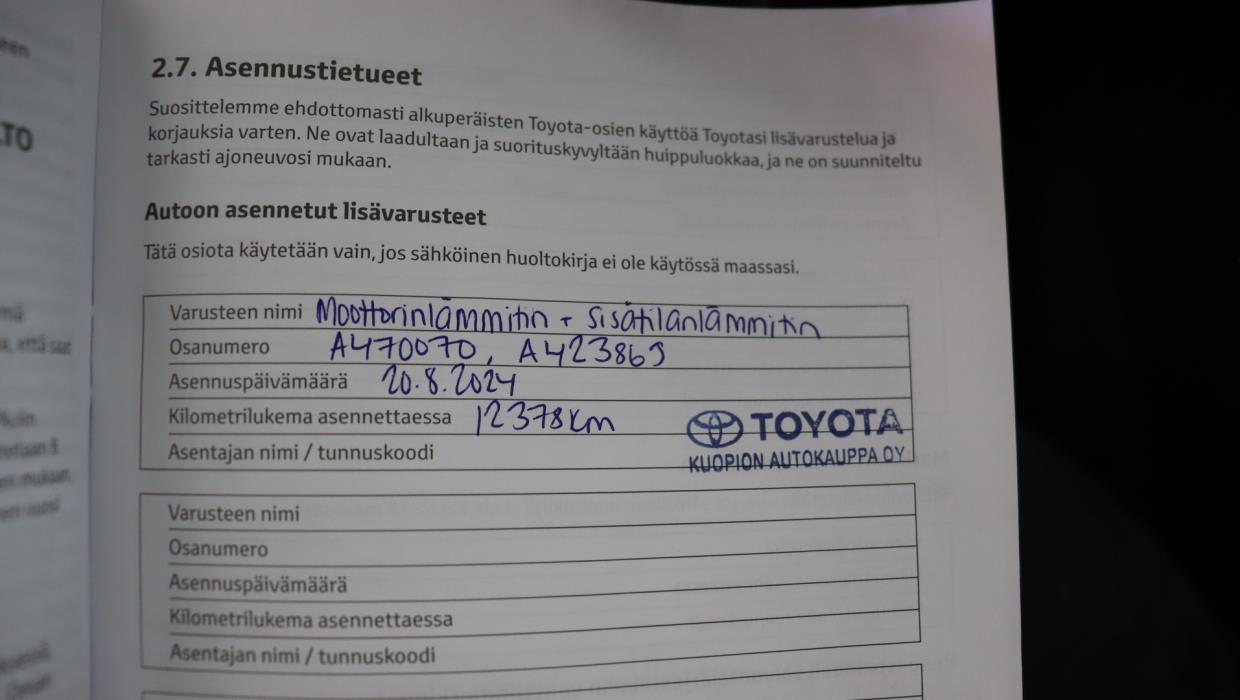 2.7. Asennustietueet
Suosittelemme ehdottomasti alkuperäisten Toyota-osien käyttöä Toyotasi lisävarustelua ja
korjauksia varten. Ne ovat laadultaan ja suorituskyvyltään huippuluokkaa, ja ne on suunniteltu
tarkasti ajoneuvosi mukaan.
Autoon asennetut lisävarusteet
Tätä osiota käytetään vain, jos sähköinen huoltokirja ei ole käytössä maassasi.
Varusteen nimi Moottorinlämmitin + Sisätilanlämmitin
Osanumero A470070, A423869
Asennuspäivämäärä 20.8.2024
Kilometrilukema asennettaessa 12378km
TOYOTA
Asentajan nimi / tunnuskoodi
KUOPION AUTOKAUPPA OY
Varusteen nimi
Osanumero
Asennuspäivämäärä
Kilometrilukema asennettaessa
Asentajan nimi / tunnuskoodi